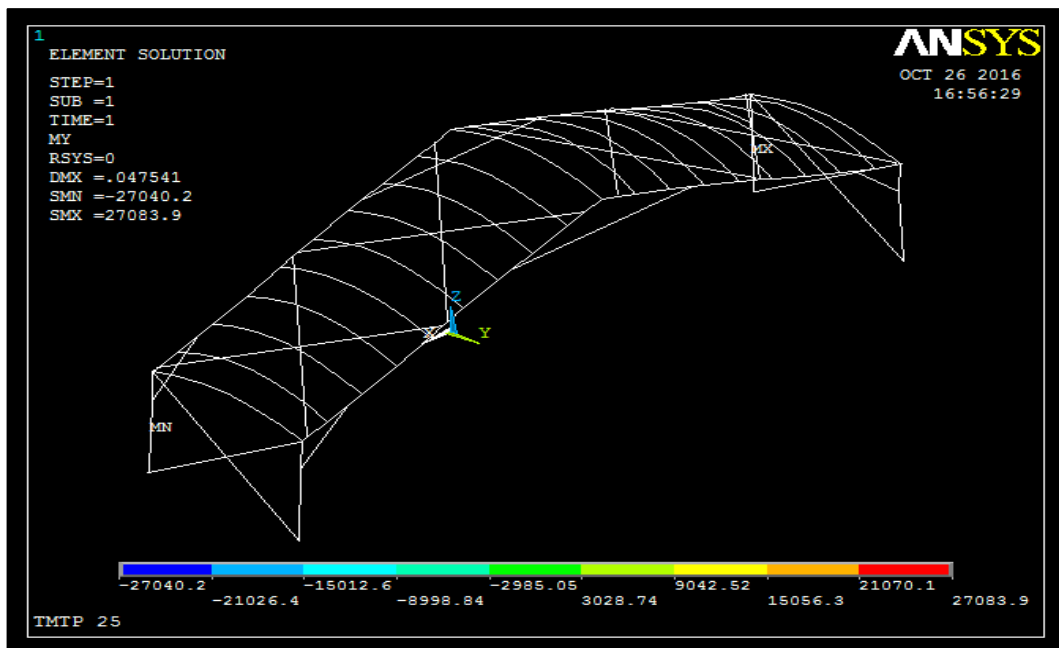 1
ELEMENT SOLUTION
STEP=1
SUB =1
TIME=1
MY
RSYS=0
DMX =.047541
SMN =-27040.2
SMX =27083.9
ANSYS
OCT 26 2016
16:56:29
MX
Z
X
Y
MN
-27040.2 -15012.6 -2985.05 9042.52 21070.1
-21026.4 -8998.84 3028.74 15056.3 27083.9
TMTP 25